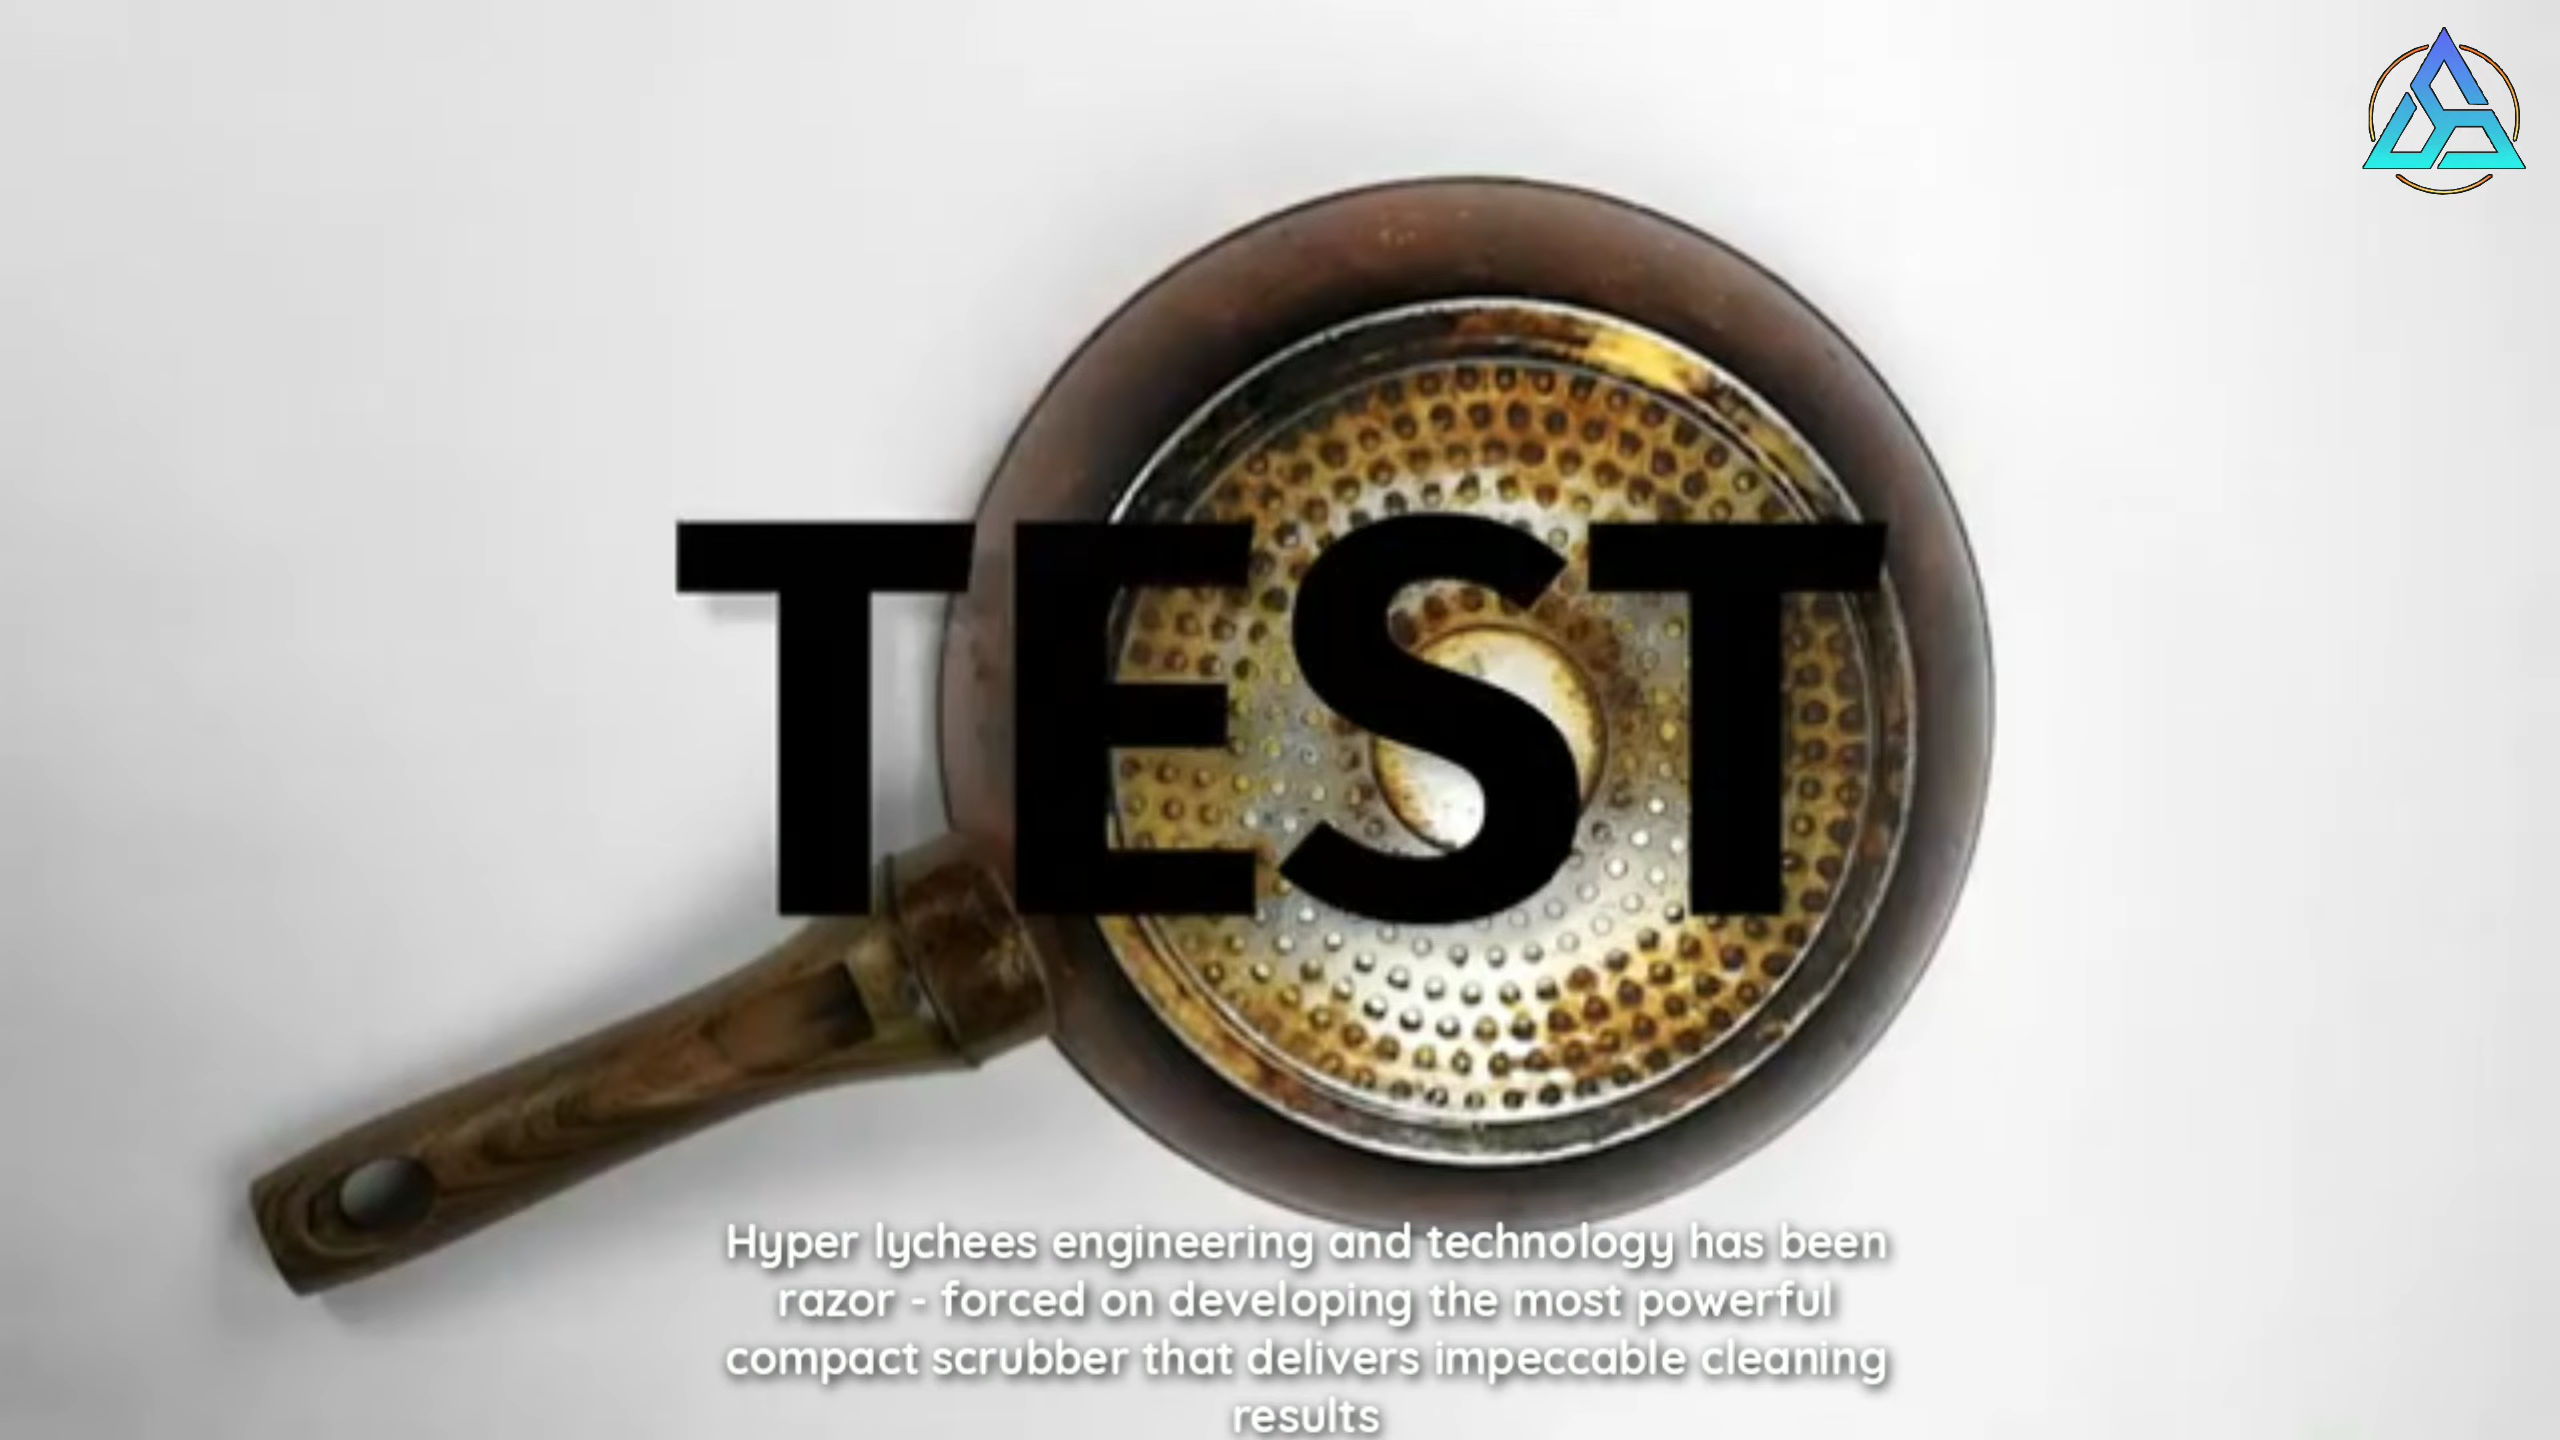 TEST
Hyper lychees engineering and technology has been
razor - forced on developing the most powerful
compact scrubber that delivers impeccable cleaning
results